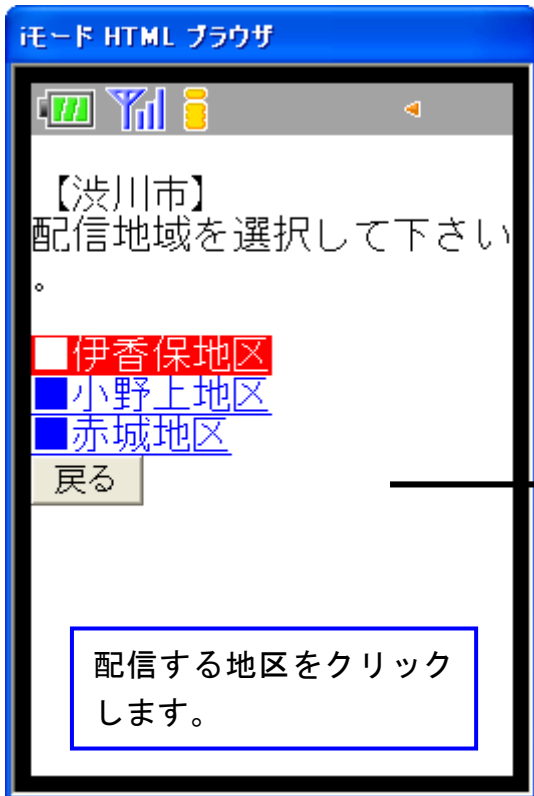 iモード HTML ブラウザ
【渋川市】
配信地域を選択して下さい
。
■伊香保地区
■小野上地区
■赤城地区
戻る
配信する地区をクリック
します。